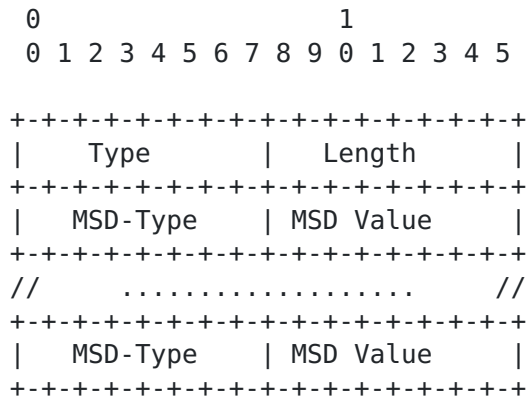 0                   1
 0 1 2 3 4 5 6 7 8 9 0 1 2 3 4 5

+-+-+-+-+-+-+-+-+-+-+-+-+-+-+-+-+
|    Type       |   Length      |
+-+-+-+-+-+-+-+-+-+-+-+-+-+-+-+-+
|   MSD-Type    | MSD Value     |
+-+-+-+-+-+-+-+-+-+-+-+-+-+-+-+-+
//       ...................     //
+-+-+-+-+-+-+-+-+-+-+-+-+-+-+-+-+
|   MSD-Type    | MSD Value     |
+-+-+-+-+-+-+-+-+-+-+-+-+-+-+-+-+